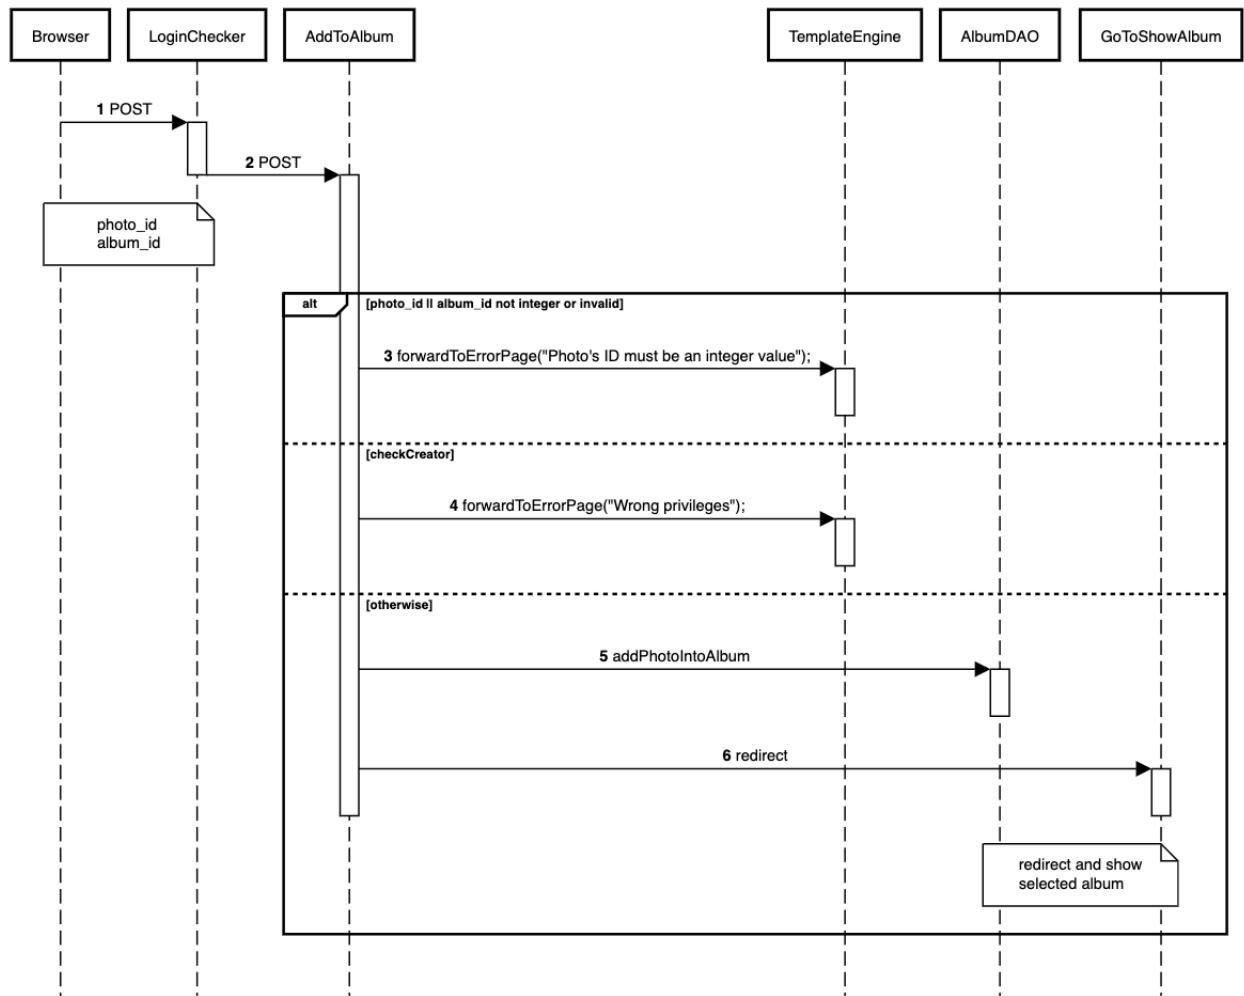 Browser
LoginChecker
AddToAlbum
TemplateEngine
AlbumDAO
GoToShowAlbum
1 POST
2 POST
photo_id
album_id
alt
[photo_id || album_id not integer or invalid]
3 forwardToErrorPage("Photo's ID must be an integer value");
[checkCreator]
4 forwardToErrorPage("Wrong privileges");
[otherwise]
5 addPhotoIntoAlbum
6 redirect
redirect and show
selected album